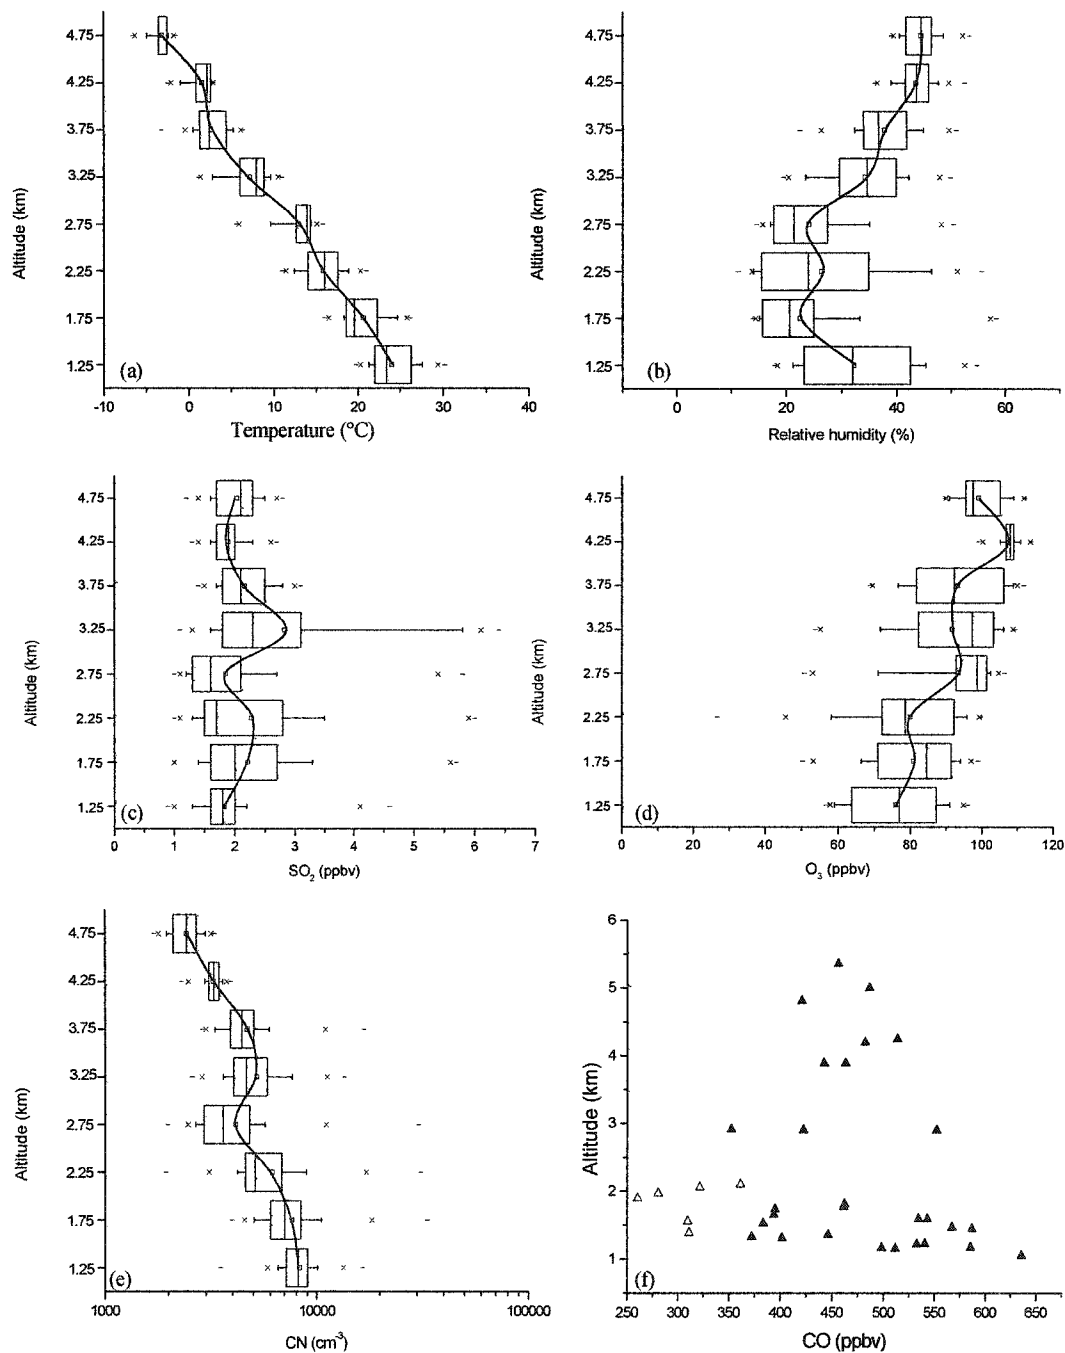 4.75
4.25
3.75
3.25
2.75
2.25
1.75
1.25
Altitude (km)
(a)
-10 0 10 20 30 40
Temperature (°C)
4.75
4.25
3.75
3.25
2.75
2.25
1.75
1.25
Altitude (km)
(b)
0 20 40 60
Relative humidity (%)
4.75
4.25
3.75
3.25
2.75
2.25
1.75
1.25
Altitude (km)
(c)
0 1 2 3 4 5 6 7
SO2 (ppbv)
4.75
4.25
3.75
3.25
2.75
2.25
1.75
1.25
Altitude (km)
(d)
0 20 40 60 80 100 120
O3 (ppbv)
4.75
4.25
3.75
3.25
2.75
2.25
1.75
1.25
Altitude (km)
(e)
1000 10000 100000
CN (cm-3)
6
5
4
3
2
1
Altitude (km)
(f)
250 300 350 400 450 500 550 600 650
CO (ppbv)